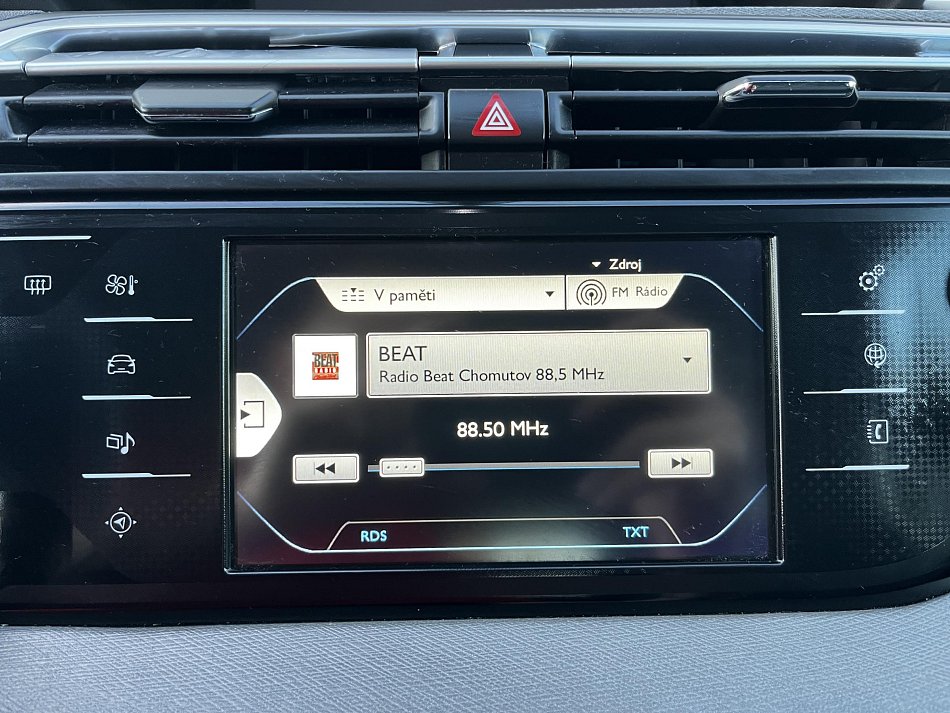 Zdroj
V paměti
FM Rádio
BEAT
RADIO
BEAT
Radio Beat Chomutov 88,5 MHz
88.50 MHz
RDS
TXT